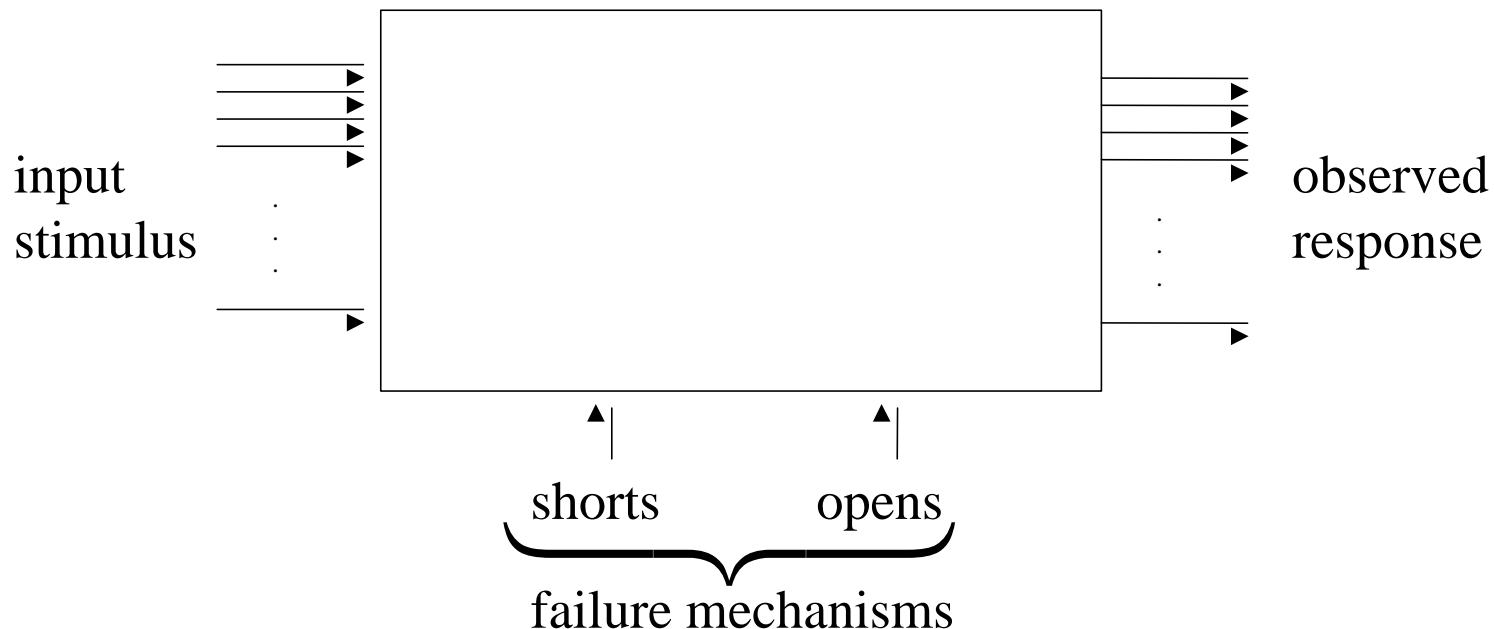 input
stimulus
observed
response
shorts opens
failure mechanisms